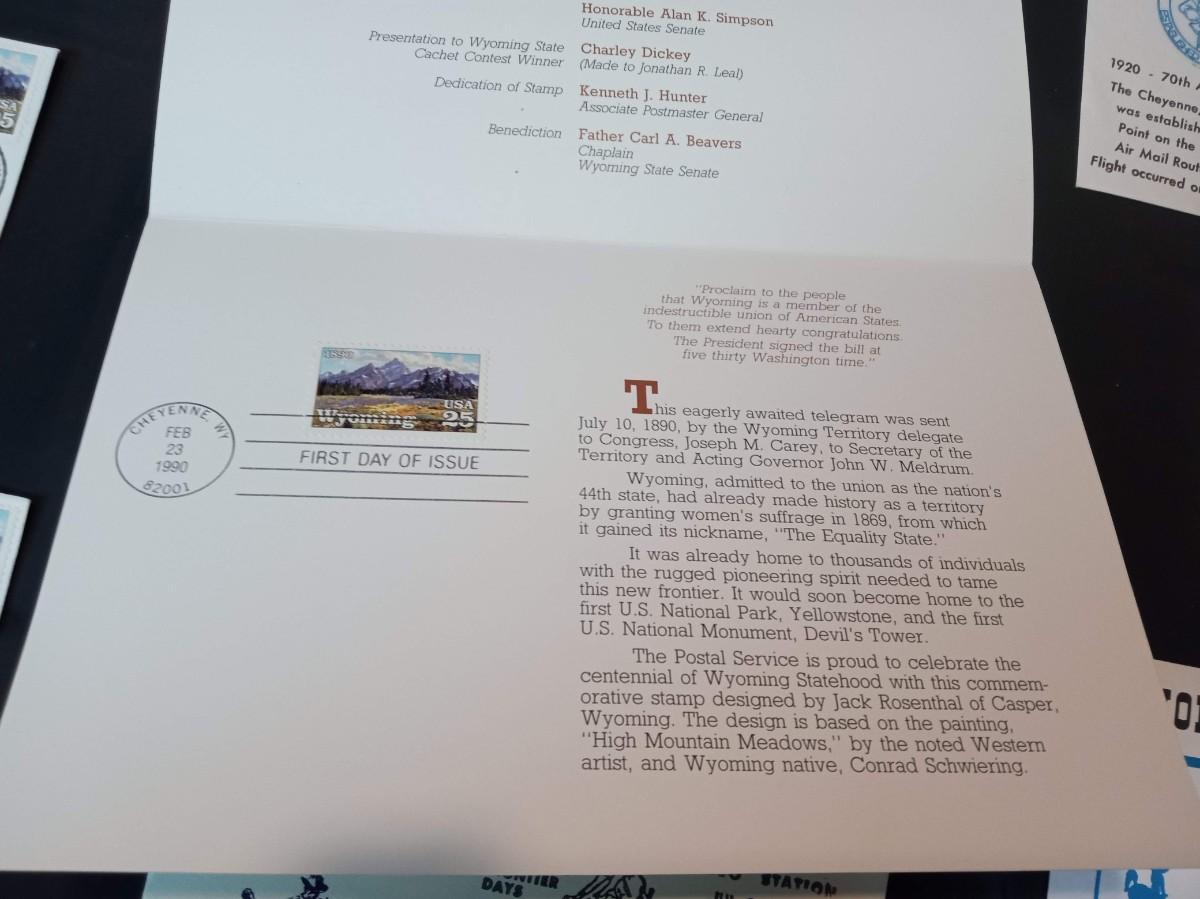 Honorable Alan K. Simpson
United States Senate
Presentation to Wyoming State
Cachet Contest Winner
Charley Dickey
(Made to Jonathan R. Leal)
Dedication of Stamp
Kenneth J. Hunter
Associate Postmaster General
Benediction
Father Carl A. Beavers
Chaplain
Wyoming State Senate
"Proclaim to the people
that Wyoming is a member of the
indestructible union of American States.
To them extend hearty congratulations.
The President signed the bill at
five thirty Washington time."
1890
USA
Wyoming 25
CHEYENNE, WY
FEB
23
1990
82001
FIRST DAY OF ISSUE
This eagerly awaited telegram was sent
July 10, 1890, by the Wyoming Territory delegate
to Congress, Joseph M. Carey, to Secretary of the
Territory and Acting Governor John W. Meldrum.
Wyoming, admitted to the union as the nation's
44th state, had already made history as a territory
by granting women's suffrage in 1869, from which
it gained its nickname, "The Equality State."
It was already home to thousands of individuals
with the rugged pioneering spirit needed to tame
this new frontier. It would soon become home to the
first U.S. National Park, Yellowstone, and the first
U.S. National Monument, Devil's Tower.
The Postal Service is proud to celebrate the
centennial of Wyoming Statehood with this commem-
orative stamp designed by Jack Rosenthal of Casper,
Wyoming. The design is based on the painting,
"High Mountain Meadows," by the noted Western
artist, and Wyoming native, Conrad Schwiering.
1920 - 70th
The Cheyenne,
was establish
Point on the
Air Mail Rout
Flight occurred
DAYS
STATION